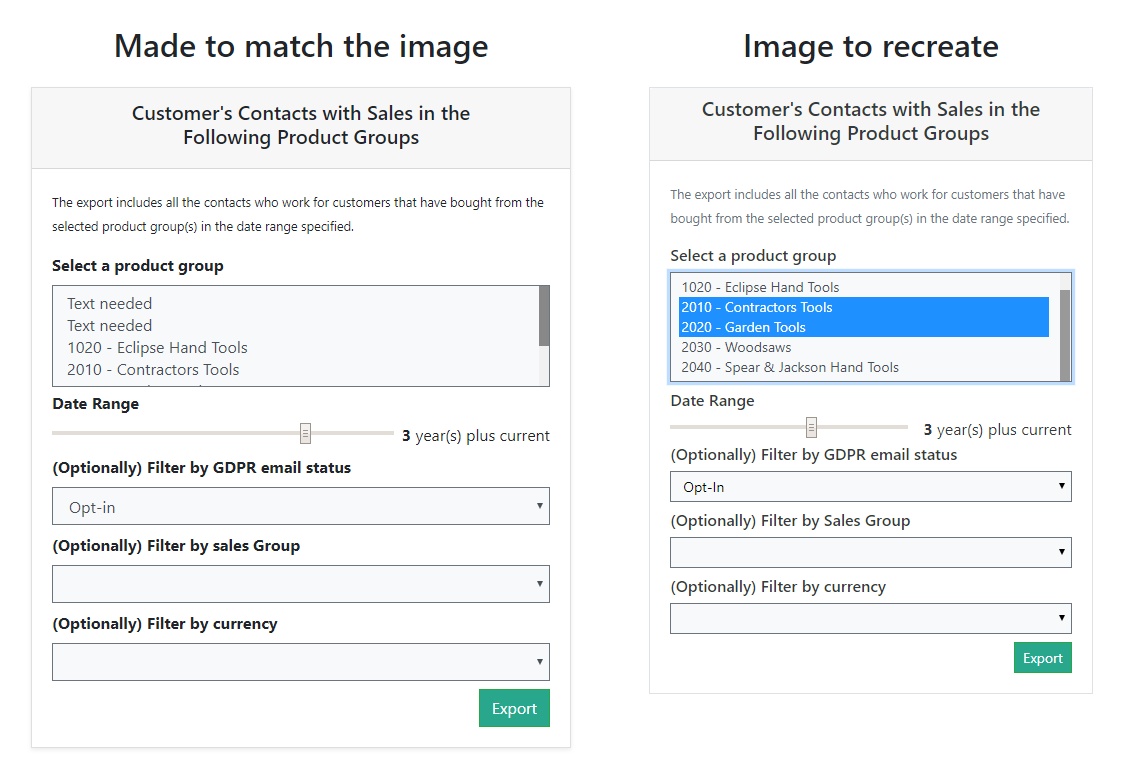 Made to match the image
Customer's Contacts with Sales in the
Following Product Groups
The export includes all the contacts who work for customers that have bought from the
selected product group(s) in the date range specified.
Select a product group
Text needed
Text needed
1020 - Eclipse Hand Tools
2010 - Contractors Tools
Date Range
3 year(s) plus current
(Optionally) Filter by GDPR email status
Opt-in
(Optionally) Filter by sales Group
(Optionally) Filter by currency
Export
Image to recreate
Customer's Contacts with Sales in the
Following Product Groups
The export includes all the contacts who work for customers that have
bought from the selected product group(s) in the date range specified.
Select a product group
1020 - Eclipse Hand Tools
2010 - Contractors Tools
2020 - Garden Tools
2030 - Woodsaws
2040 - Spear & Jackson Hand Tools
Date Range
3 year(s) plus current
(Optionally) Filter by GDPR email status
Opt-In
(Optionally) Filter by Sales Group
(Optionally) Filter by currency
Export